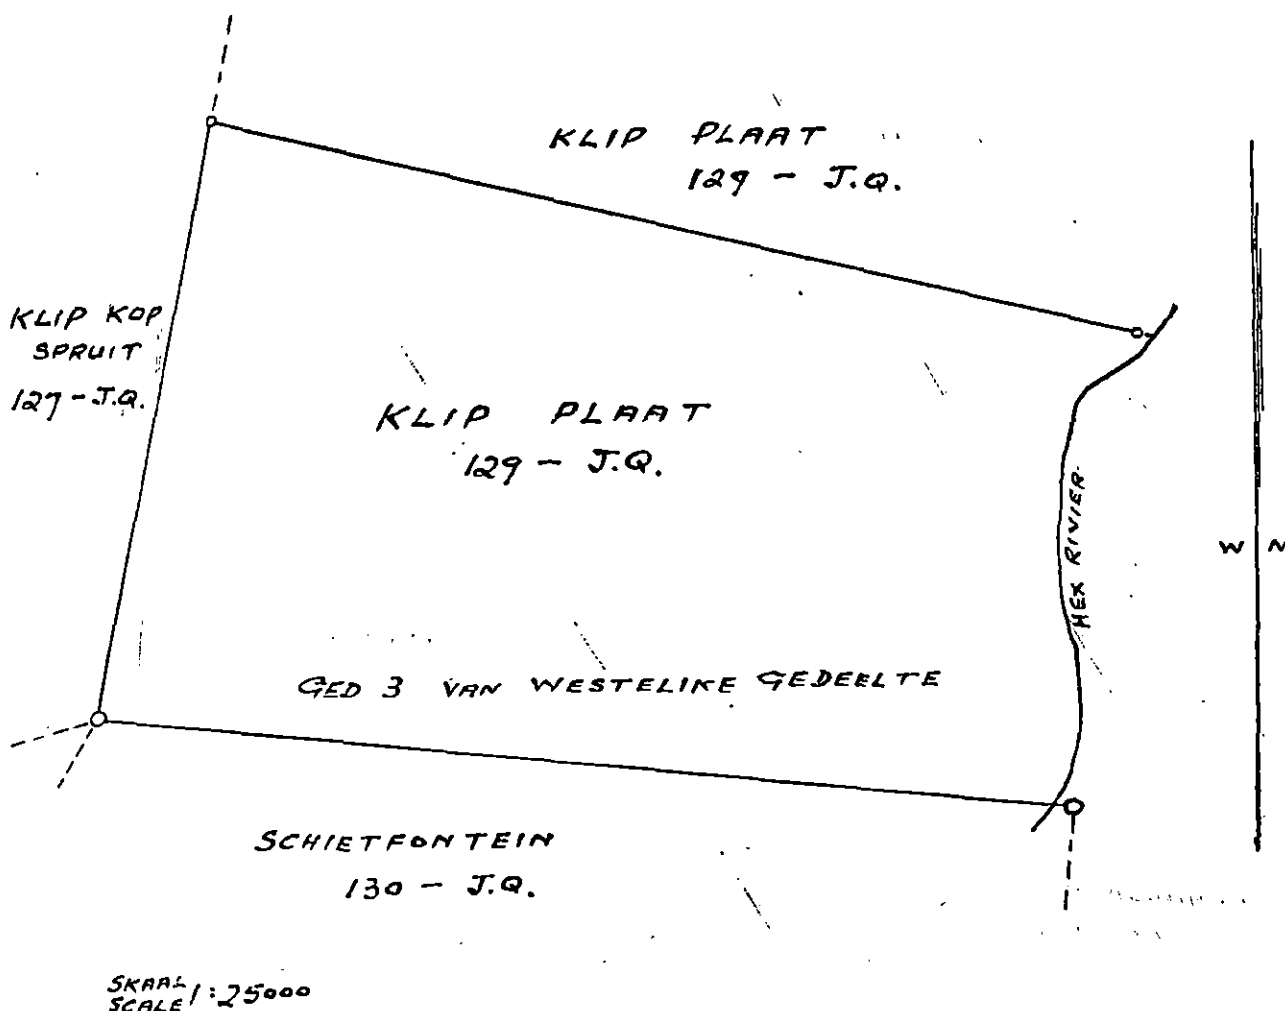 KLIP PLAAT
129 - J.Q.
KLIP KOP
SPRUIT
127 - J.Q.
KLIP PLAAT
129 - J.Q.
HEX RIVIER
W N
GED 3 VAN WESTELIKE GEDEELTE
SCHIETFONTEIN
130 - J.Q.
SKAAL
SCALE 1:25000